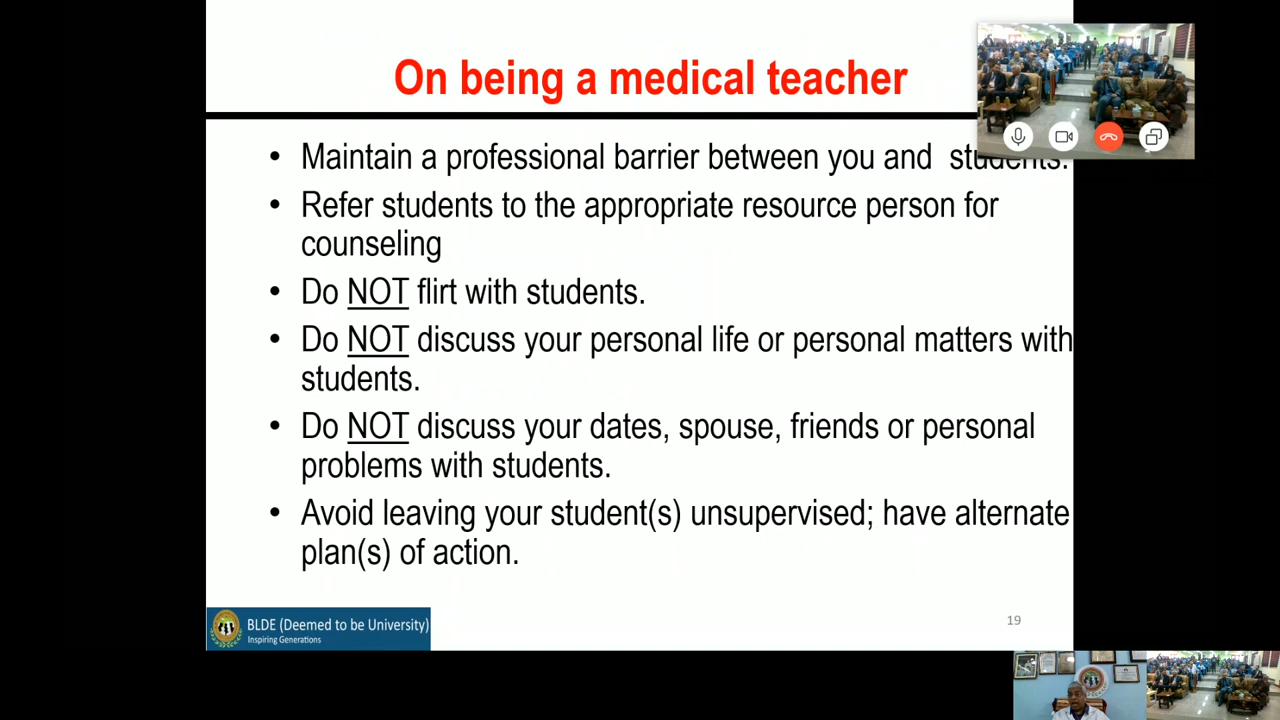 On being a medical teacher
• Maintain a professional barrier between you and students.
• Refer students to the appropriate resource person for
counseling
• Do NOT flirt with students.
• Do NOT discuss your personal life or personal matters with
students.
• Do NOT discuss your dates, spouse, friends or personal
problems with students.
• Avoid leaving your student(s) unsupervised; have alternate
plan(s) of action.
BLDE (Deemed to be University)
Inspiring Generations
19